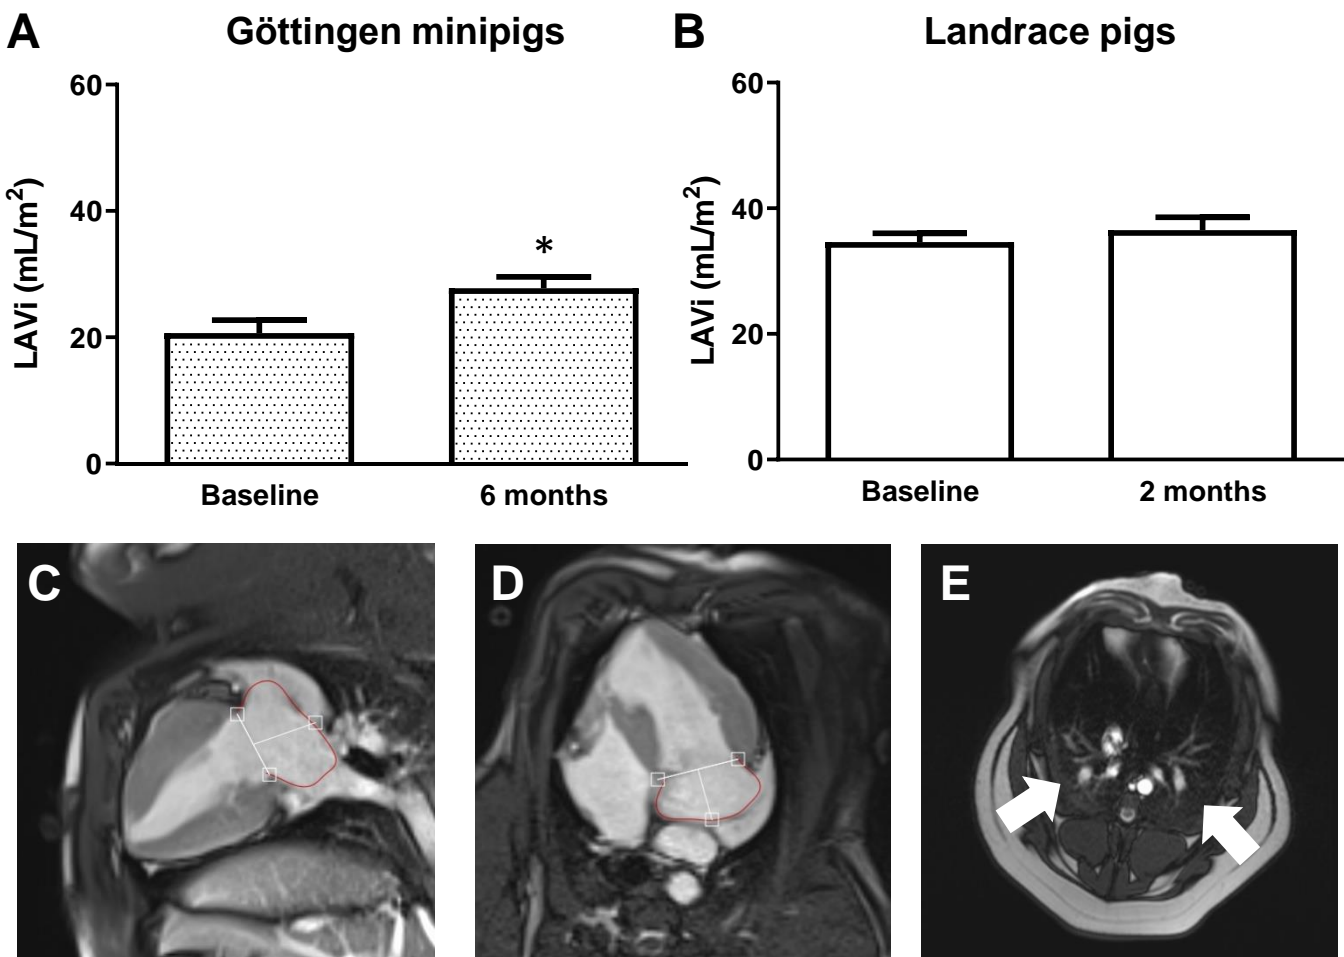 A
Göttingen minipigs
60
40
20
0
LAVi (mL/m²)
*
Baseline
6 months
B
Landrace pigs
60
40
20
0
LAVi (mL/m²)
Baseline
2 months
C
D
E